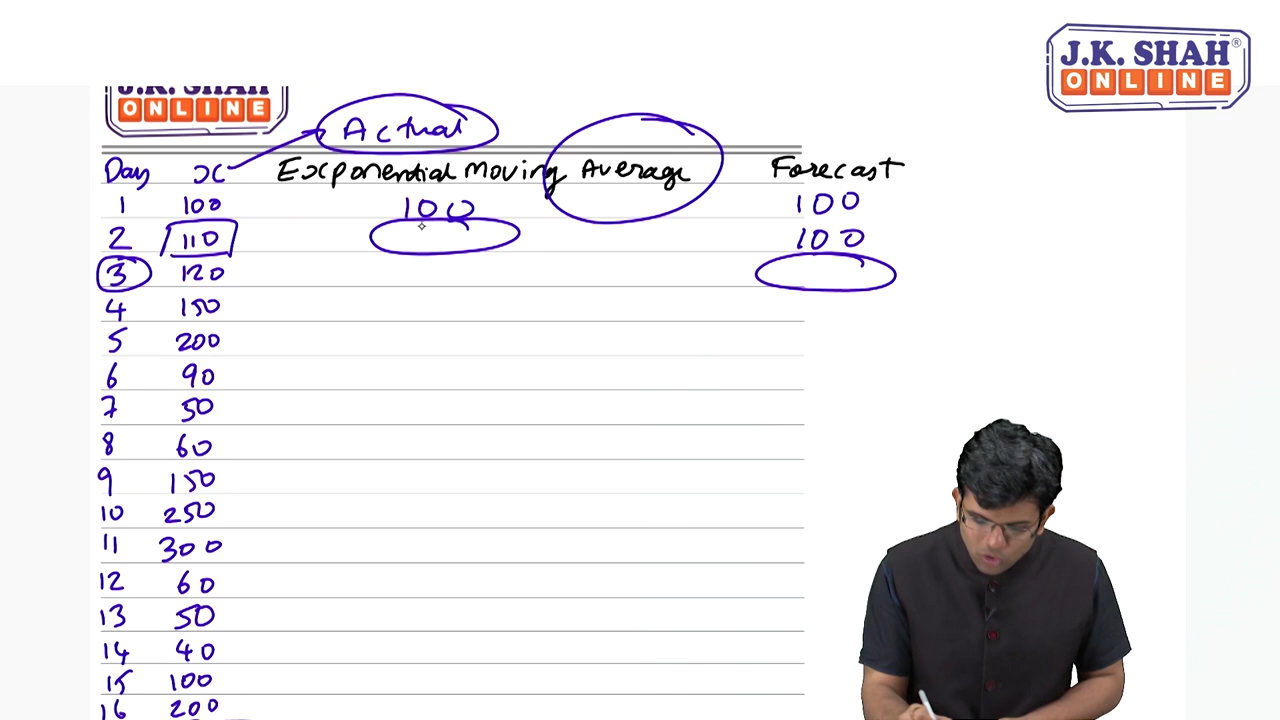 J.K. SHAH®
ONLINE
J.K. SHAH
ONLINE
Actual
Day x Exponential Moving Average Forecast
1 100 100 100
2 110 100
3 120
4 150
5 200
6 90
7 50
8 60
9 150
10 250
11 300
12 60
13 50
14 40
15 100
16 200